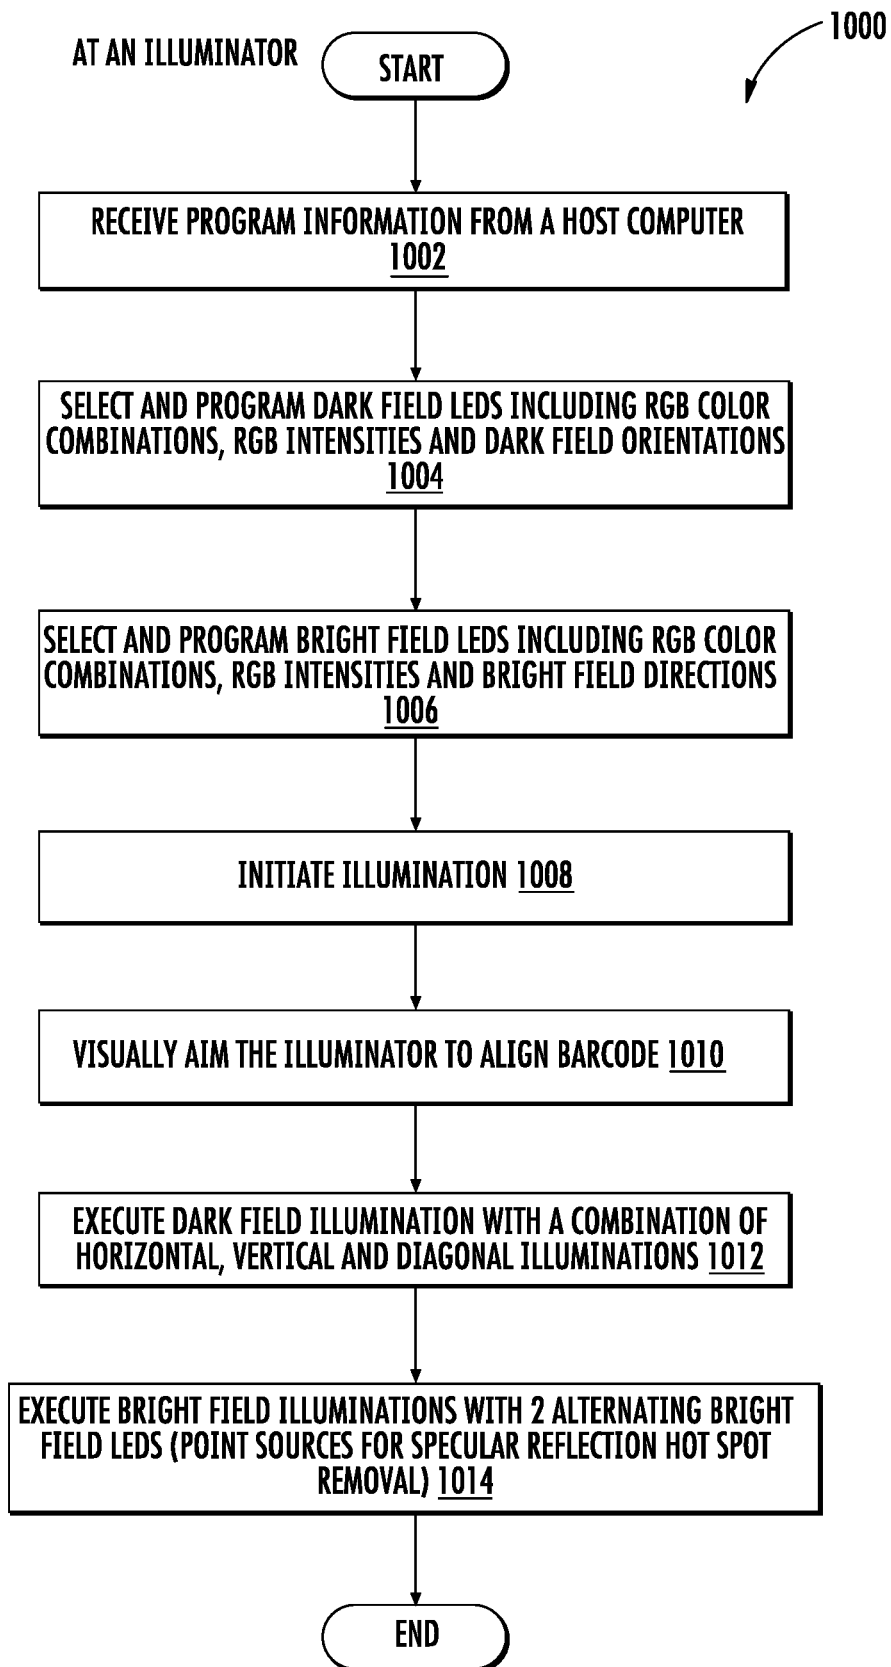 1000
AT AN ILLUMINATOR
START
RECEIVE PROGRAM INFORMATION FROM A HOST COMPUTER
1002
SELECT AND PROGRAM DARK FIELD LEDS INCLUDING RGB COLOR
COMBINATIONS, RGB INTENSITIES AND DARK FIELD ORIENTATIONS
1004
SELECT AND PROGRAM BRIGHT FIELD LEDS INCLUDING RGB COLOR
COMBINATIONS, RGB INTENSITIES AND BRIGHT FIELD DIRECTIONS
1006
INITIATE ILLUMINATION 1008
VISUALLY AIM THE ILLUMINATOR TO ALIGN BARCODE 1010
EXECUTE DARK FIELD ILLUMINATION WITH A COMBINATION OF
HORIZONTAL, VERTICAL AND DIAGONAL ILLUMINATIONS 1012
EXECUTE BRIGHT FIELD ILLUMINATIONS WITH 2 ALTERNATING BRIGHT
FIELD LEDS (POINT SOURCES FOR SPECULAR REFLECTION HOT SPOT
REMOVAL) 1014
END